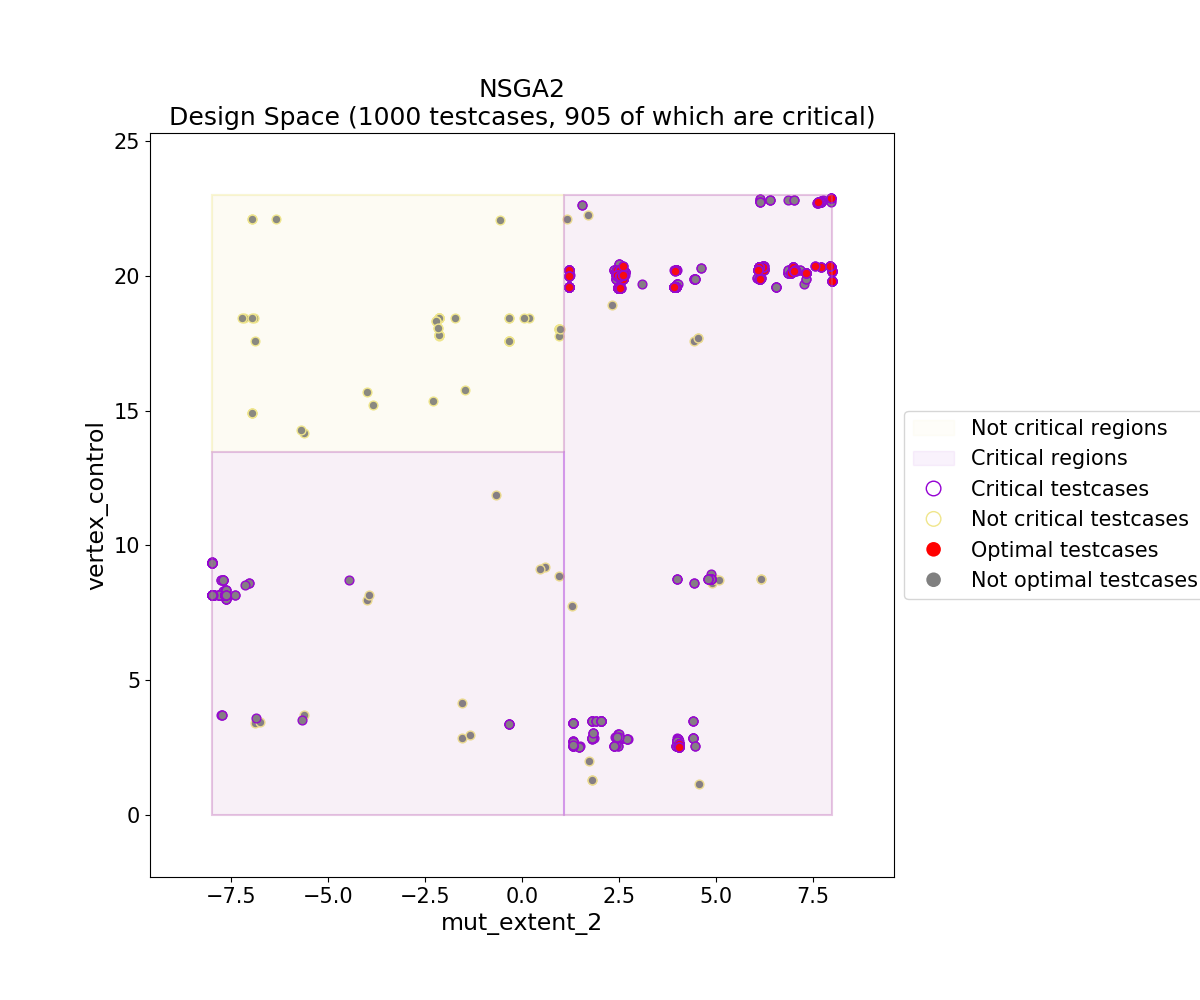 NSGA2
Design Space (1000 testcases, 905 of which are critical)
25
20
15
10
5
0
vertex_control
−7.5 −5.0 −2.5 0.0 2.5 5.0 7.5
mut_extent_2
Not critical regions
Critical regions
Critical testcases
Not critical testcases
Optimal testcases
Not optimal testcases